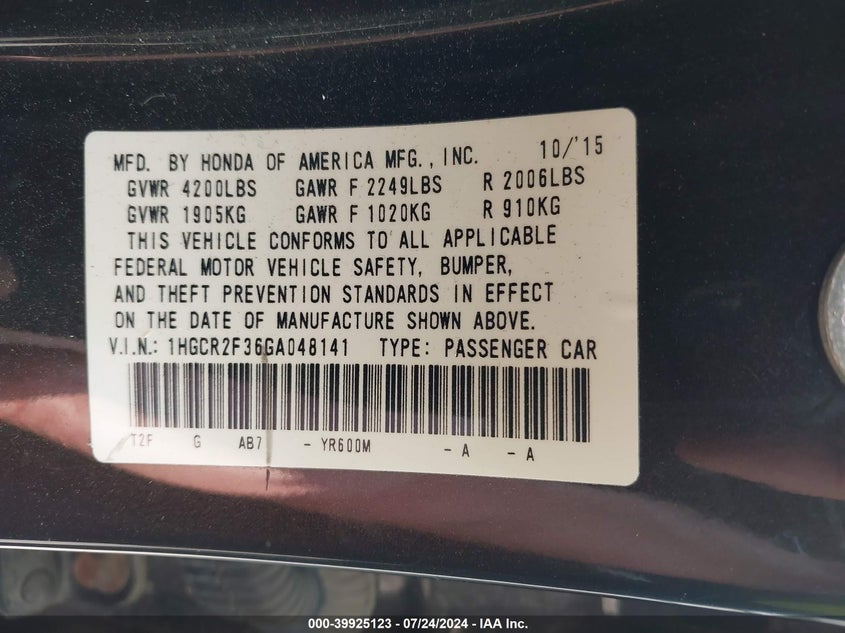 MFD. BY HONDA OF AMERICA MFG., INC. 10/'15
GVWR 4200LBS GAWR F 2249LBS R 2006LBS
GVWR 1905KG GAWR F 1020KG R 910KG
THIS VEHICLE CONFORMS TO ALL APPLICABLE
FEDERAL MOTOR VEHICLE SAFETY, BUMPER,
AND THEFT PREVENTION STANDARDS IN EFFECT
ON THE DATE OF MANUFACTURE SHOWN ABOVE.
V.I.N.: 1HGCR2F36GA048141 TYPE: PASSENGER CAR
T2F G AB7 - YR600M - A - A
000-39925123 - 07/24/2024 - IAA Inc.